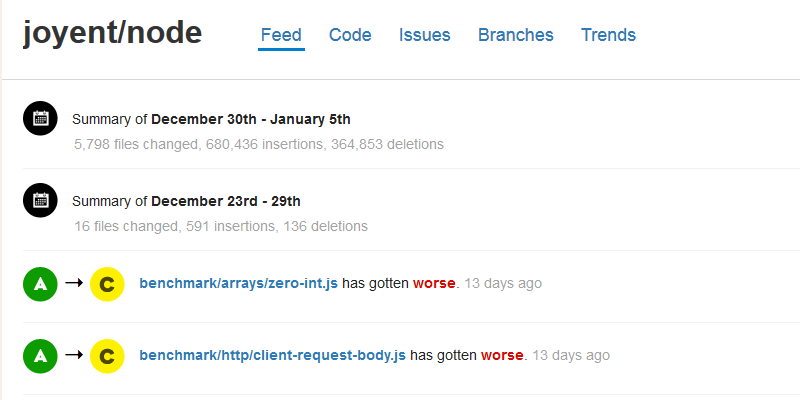 joyent/node
Feed Code Issues Branches Trends
Summary of December 30th - January 5th
5,798 files changed, 680,436 insertions, 364,853 deletions
Summary of December 23rd - 29th
16 files changed, 591 insertions, 136 deletions
A → C benchmark/arrays/zero-int.js has gotten worse. 13 days ago
A → C benchmark/http/client-request-body.js has gotten worse. 13 days ago